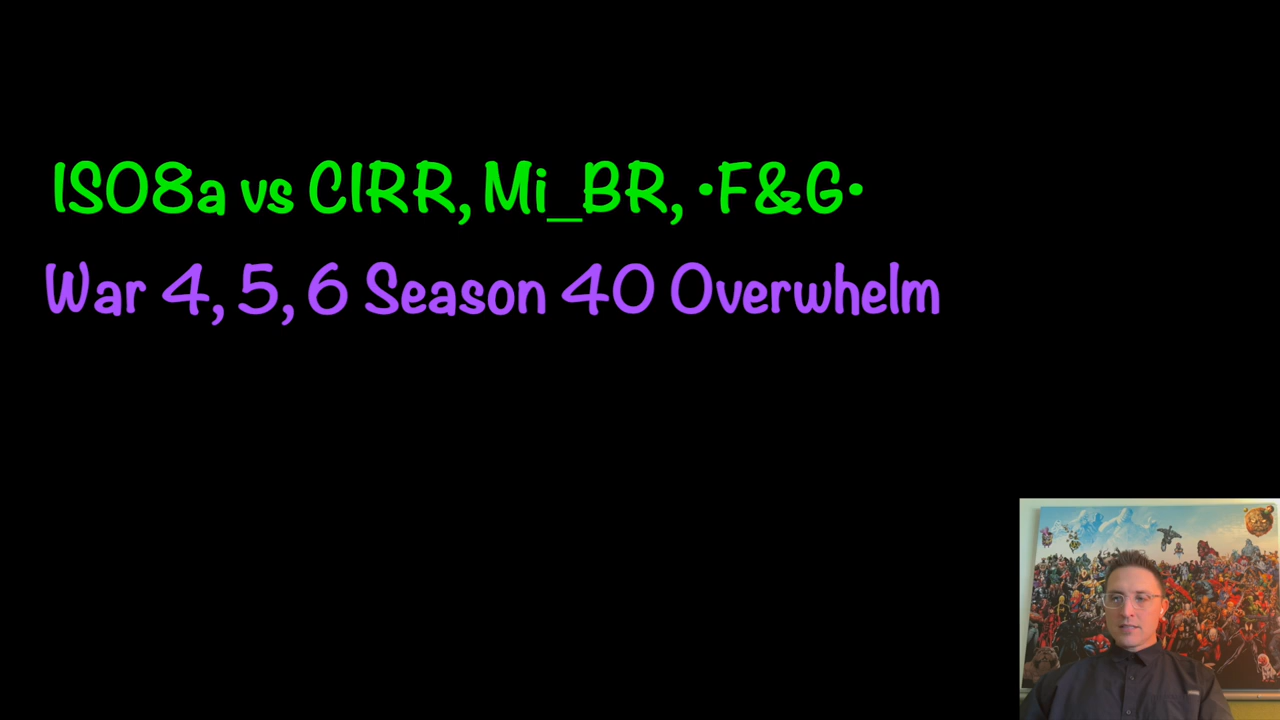 ISO8a vs CIRR, Mi_BR, •F&G•
War 4, 5, 6 Season 40 Overwhelm